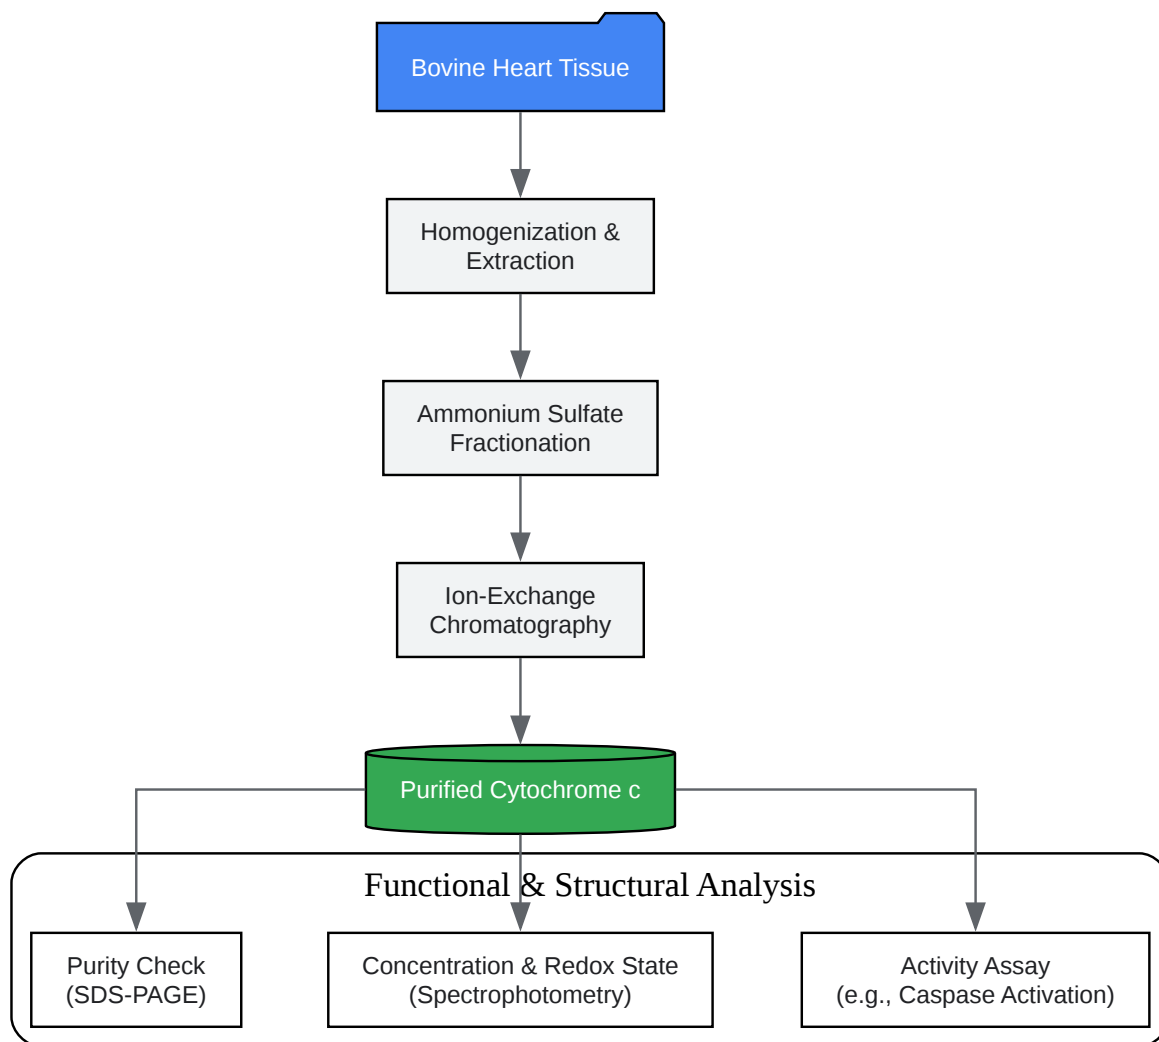 Bovine Heart Tissue
Homogenization &
Extraction
Ammonium Sulfate
Fractionation
Ion-Exchange
Chromatography
Purified Cytochrome c
Functional & Structural Analysis
Purity Check
(SDS-PAGE)
Concentration & Redox State
(Spectrophotometry)
Activity Assay
(e.g., Caspase Activation)